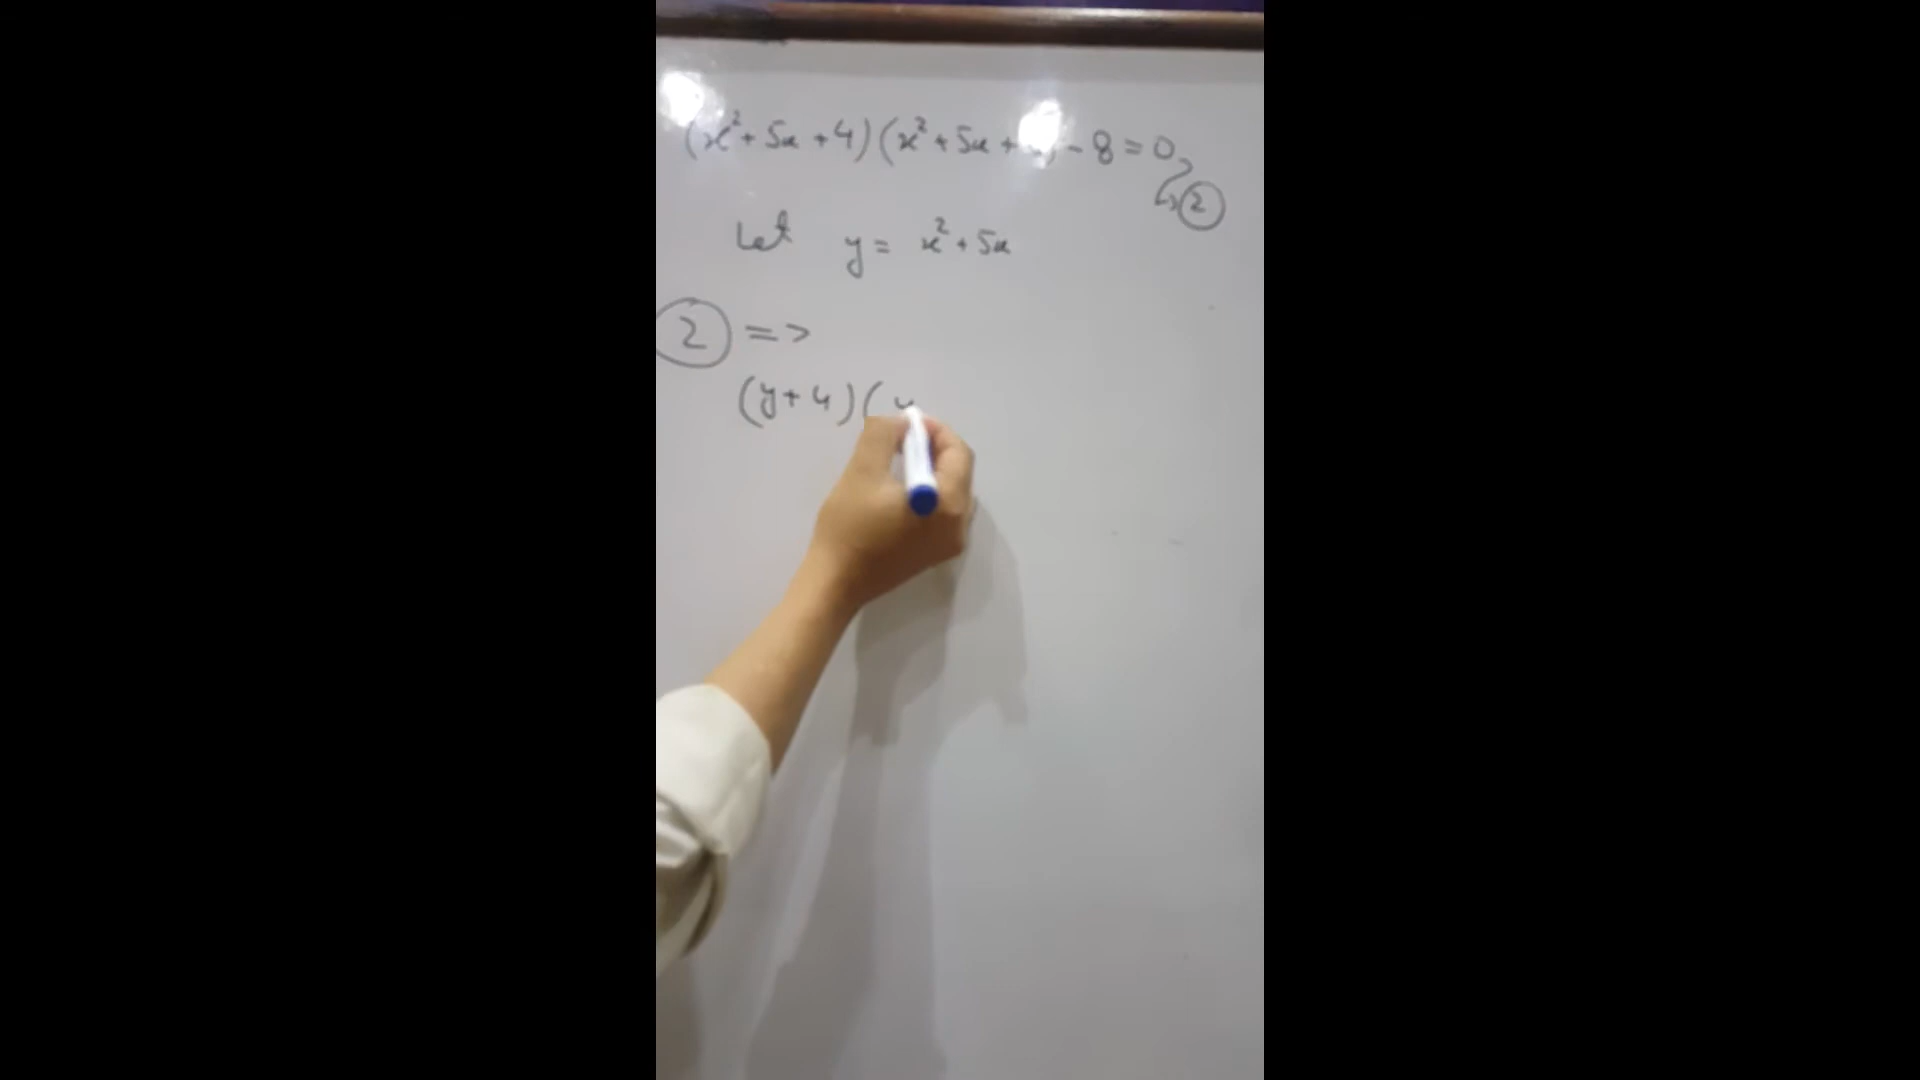 (x² + 5x + 4)(x² + 5x + - 8 = 0
②
Let y = x² + 5x
② =>
(y + 4)(y